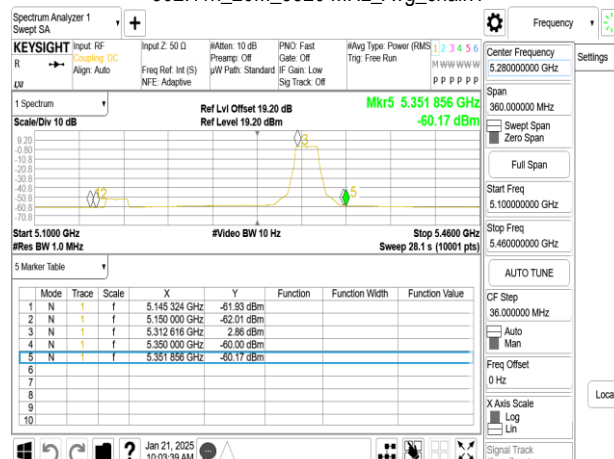 Spectrum Analyzer 1
Swept SA
Frequency
KEYSIGHT
R
Input: RF
Coupling: DC
Align: Auto
Input Z: 50 Ω
Freq Ref: Int (S)
NFE: Adaptive
#Atten: 10 dB
Preamp: Off
µW Path: Standard
PNO: Fast
Gate: Off
IF Gain: Low
Sig Track: Off
#Avg Type: Power (RMS
Trig: Free Run
1 2 3 4 5 6
M W W W W W
P P P P P P
1 Spectrum
Scale/Div 10 dB
Ref Lvl Offset 19.20 dB
Ref Level 19.20 dBm
Mkr5 5.351 856 GHz
-60.17 dBm
9.20
-0.80
-10.8
-20.8
-30.8
-40.8
-50.8
-60.8
-70.8
2
3
5
Start 5.1000 GHz
#Res BW 1.0 MHz
#Video BW 10 Hz
Stop 5.4600 GHz
Sweep 28.1 s (10001 pts)
5 Marker Table
Mode Trace Scale X Y Function Function Width Function Value
1 N 1 f 5.145 324 GHz -61.93 dBm
2 N 1 f 5.150 000 GHz -62.01 dBm
3 N 1 f 5.312 616 GHz 2.86 dBm
4 N 1 f 5.350 000 GHz -60.00 dBm
5 N 1 f 5.351 856 GHz -60.17 dBm
6
7
8
9
10
Jan 21, 2025
10:03:39 AM
Center Frequency
5.280000000 GHz
Settings
Span
360.000000 MHz
Swept Span
Zero Span
Full Span
Start Freq
5.100000000 GHz
Stop Freq
5.460000000 GHz
AUTO TUNE
CF Step
36.000000 MHz
Auto
Man
Freq Offset
0 Hz
X Axis Scale
Log
Lin
Signal Track
Loca